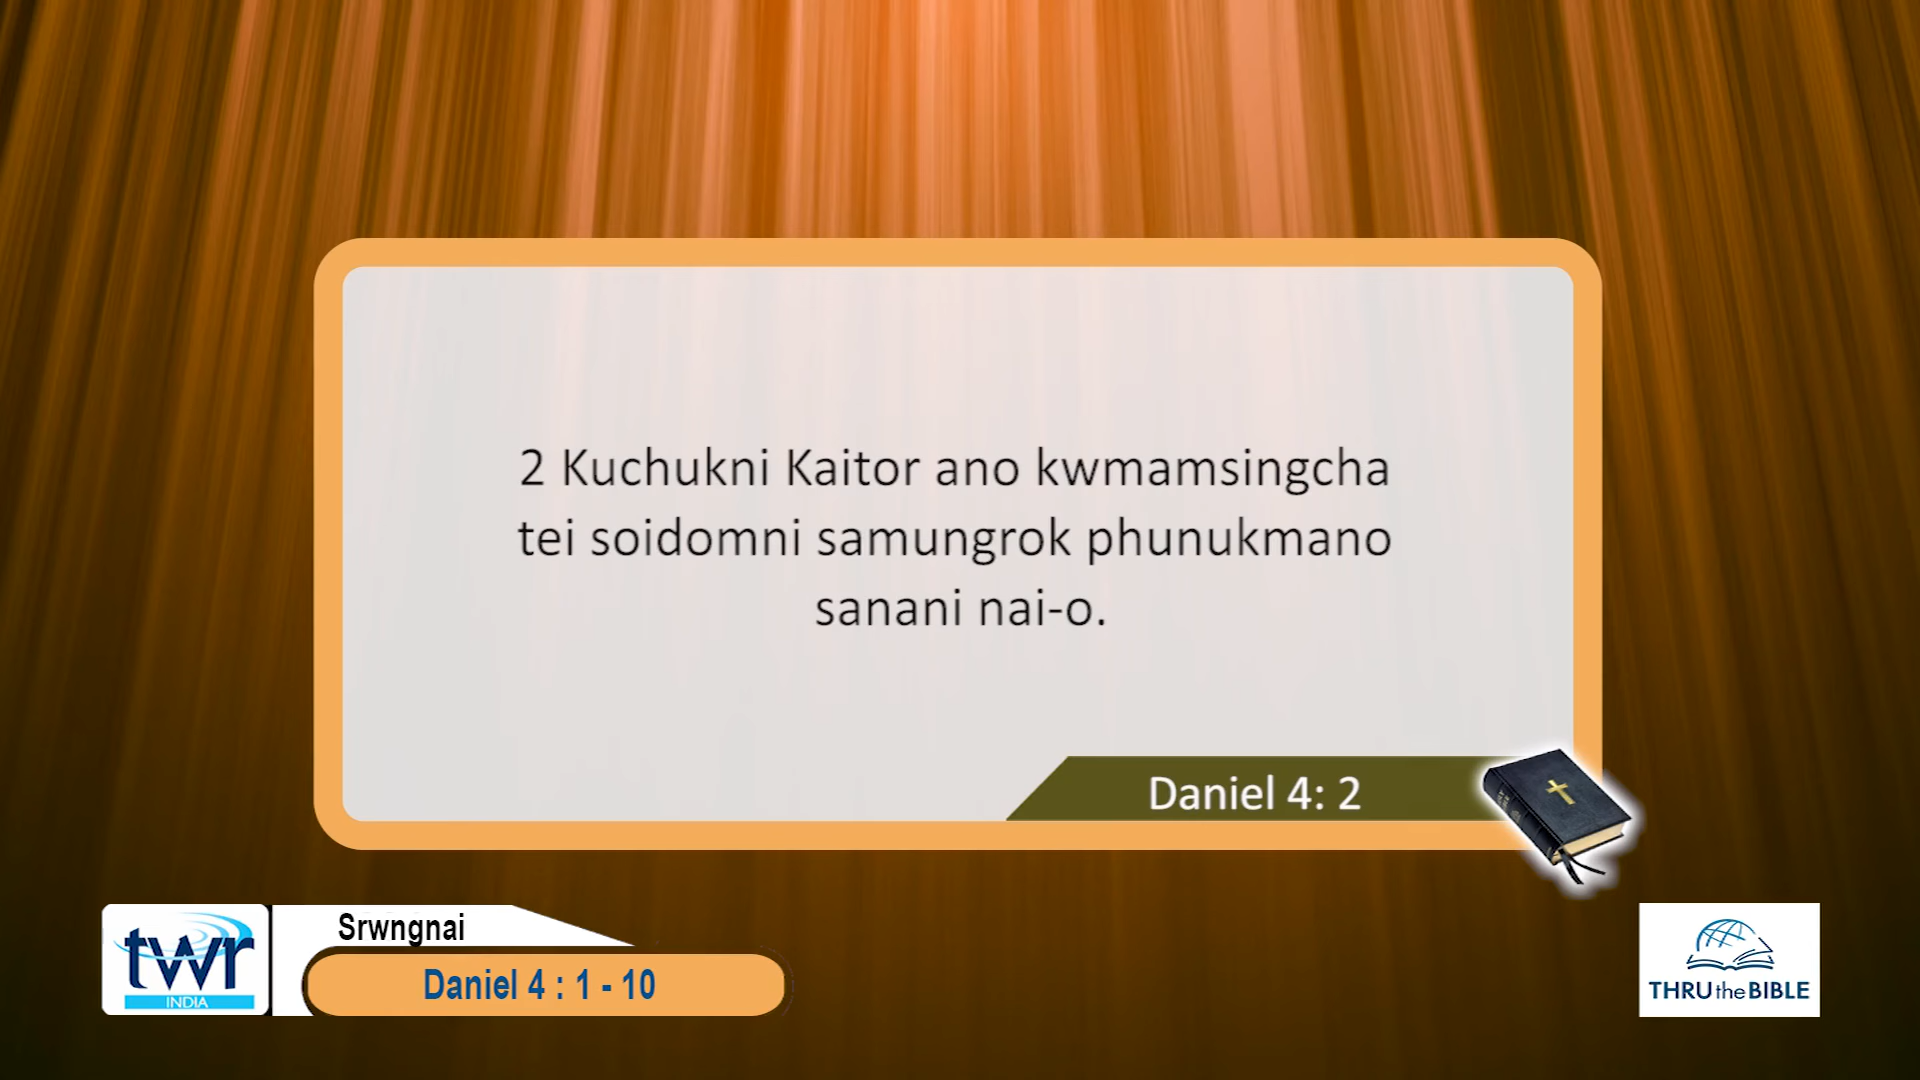 2 Kuchukni Kaitor ano kwmamsingcha
tei soidomni samungrok phunukmano
sanani nai-o.
Daniel 4: 2
Srwngnai
Daniel 4 : 1 - 10
twr
INDIA
THRU the BIBLE